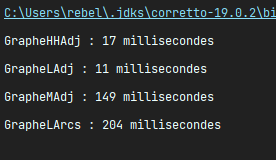 C:\Users\rebel\.jdks\corretto-19.0.2\bi
GrapheHHAdj : 17 millisecondes
GrapheLAdj : 11 millisecondes
GrapheMAdj : 149 millisecondes
GrapheLArcs : 204 millisecondes